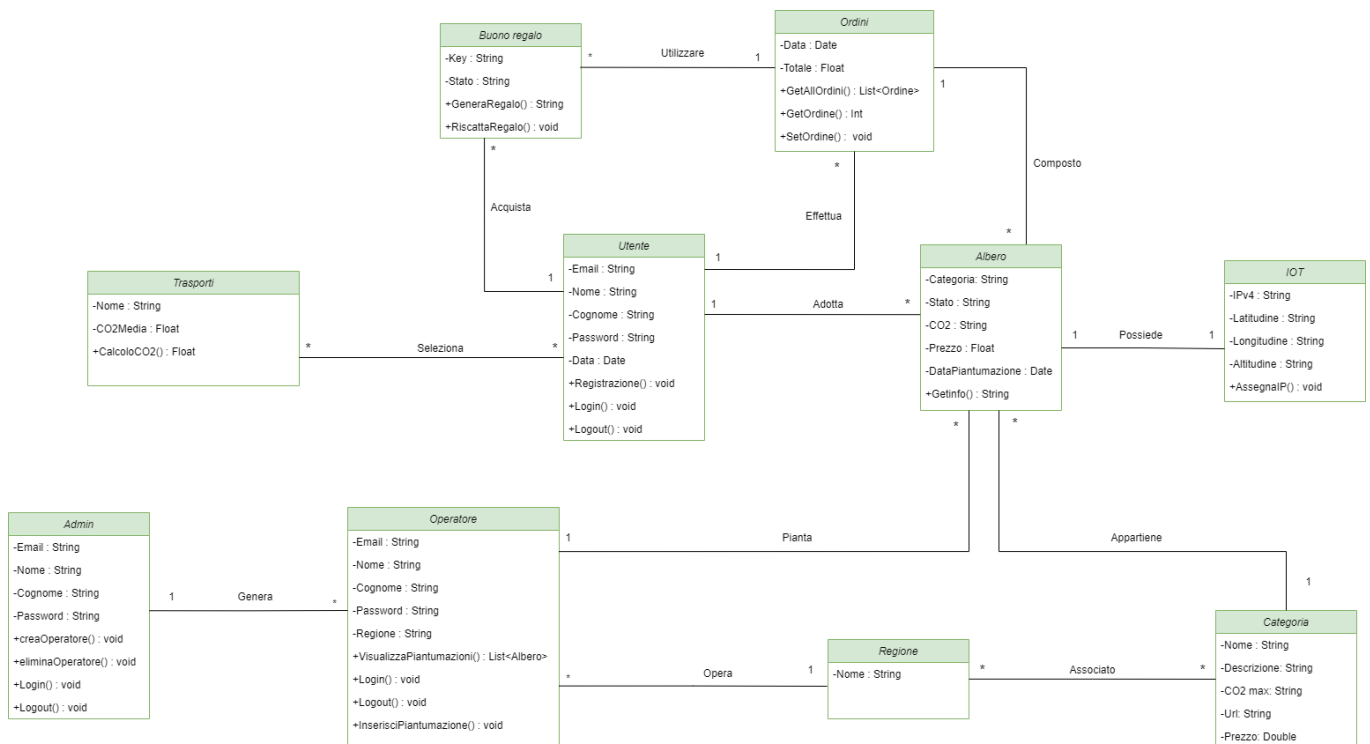 Buono regalo
-Key : String
-Stato : String
+GeneraRegalo() : String
+RiscattaRegalo() : void
*
Utilizzare
1
Ordini
-Data : Date
-Totale : Float
+GetAllOrdini() : List<Ordine>
+GetOrdine() : Int
+SetOrdine() : void
1
Composto
*
*
Acquista
1
*
Effettua
1
Trasporti
-Nome : String
-CO2Media : Float
+CalcoloCO2() : Float
*
Seleziona
*
Utente
-Email : String
-Nome : String
-Cognome : String
-Password : String
-Data : Date
+Registrazione() : void
+Login() : void
+Logout() : void
1
Adotta
*
Albero
-Categoria: String
-Stato : String
-CO2 : String
-Prezzo : Float
-DataPiantumazione : Date
+Getinfo() : String
1
Possiede
1
IOT
-IPv4 : String
-Latitudine : String
-Longitudine : String
-Altitudine : String
+AssegnaIP() : void
*
*
Admin
-Email : String
-Nome : String
-Cognome : String
-Password : String
+creaOperatore() : void
+eliminaOperatore() : void
+Login() : void
+Logout() : void
1
Genera
*
Operatore
-Email : String
-Nome : String
-Cognome : String
-Password : String
-Regione : String
+VisualizzaPiantumazioni() : List<Albero>
+Login() : void
+Logout() : void
+InserisciPiantumazione() : void
1
Pianta
Appartiene
1
*
Opera
1
Regione
-Nome : String
*
Associato
*
Categoria
-Nome : String
-Descrizione: String
-CO2 max: String
-Url: String
-Prezzo: Double